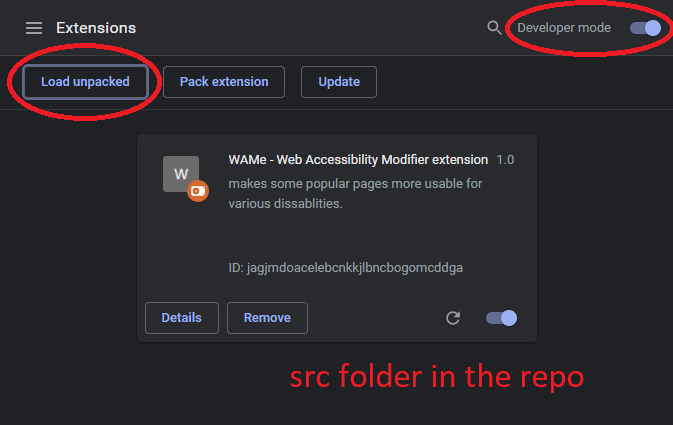 Extensions
Developer mode
Load unpacked
Pack extension
Update
W
WAMe - Web Accessibility Modifier extension 1.0
makes some popular pages more usable for
various dissablities.
ID: jagjmdoacelebcnkkjlbncbogomcddga
Details
Remove
src folder in the repo